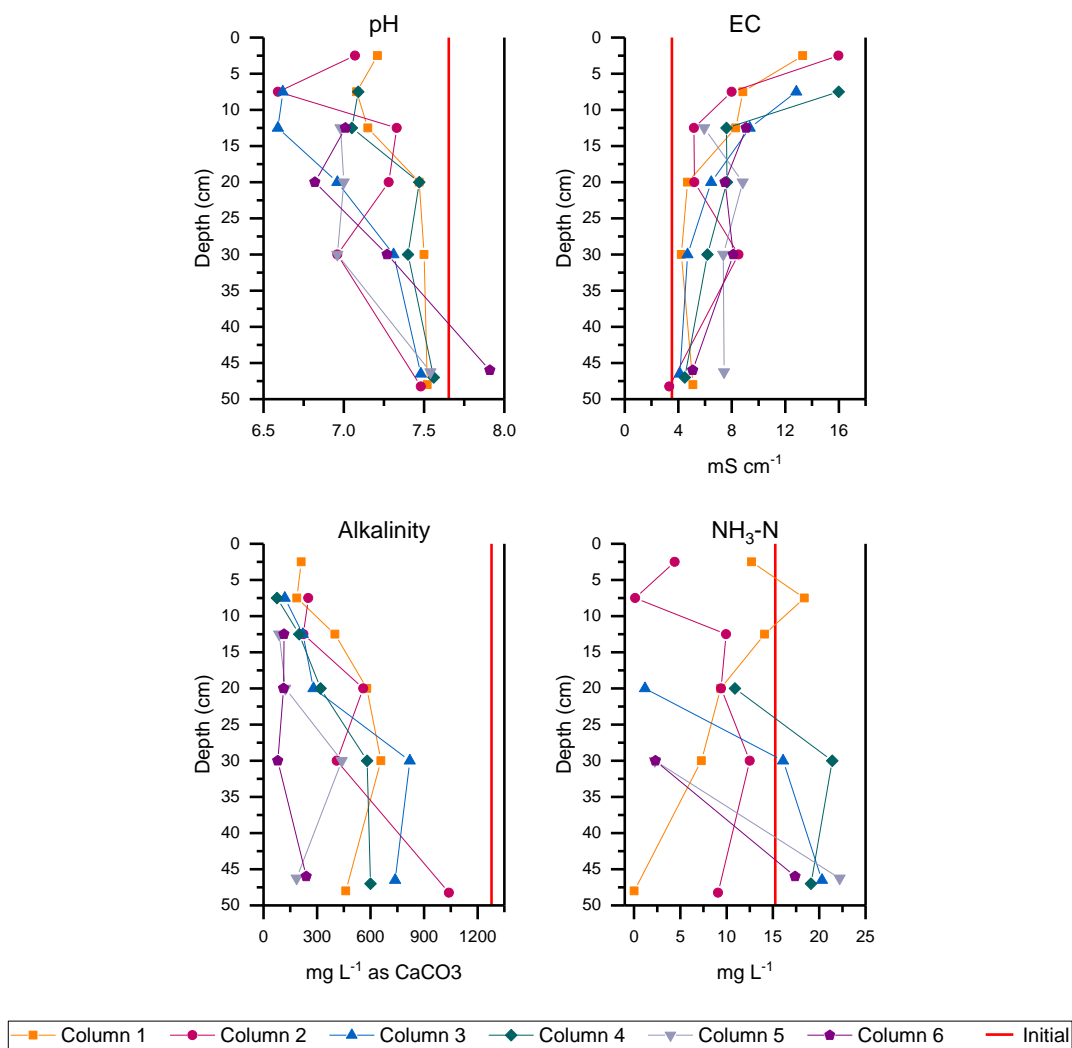 pH
EC
0
5
10
15
20
25
30
35
40
45
50
Depth (cm)
6.5 7.0 7.5 8.0
0
5
10
15
20
25
30
35
40
45
50
Depth (cm)
0 4 8 12 16
mS cm⁻¹
Alkalinity
NH₃-N
0
5
10
15
20
25
30
35
40
45
50
Depth (cm)
0 300 600 900 1200
mg L⁻¹ as CaCO3
0
5
10
15
20
25
30
35
40
45
50
Depth (cm)
0 5 10 15 20 25
mg L⁻¹
Column 1 Column 2 Column 3 Column 4 Column 5 Column 6 Initial